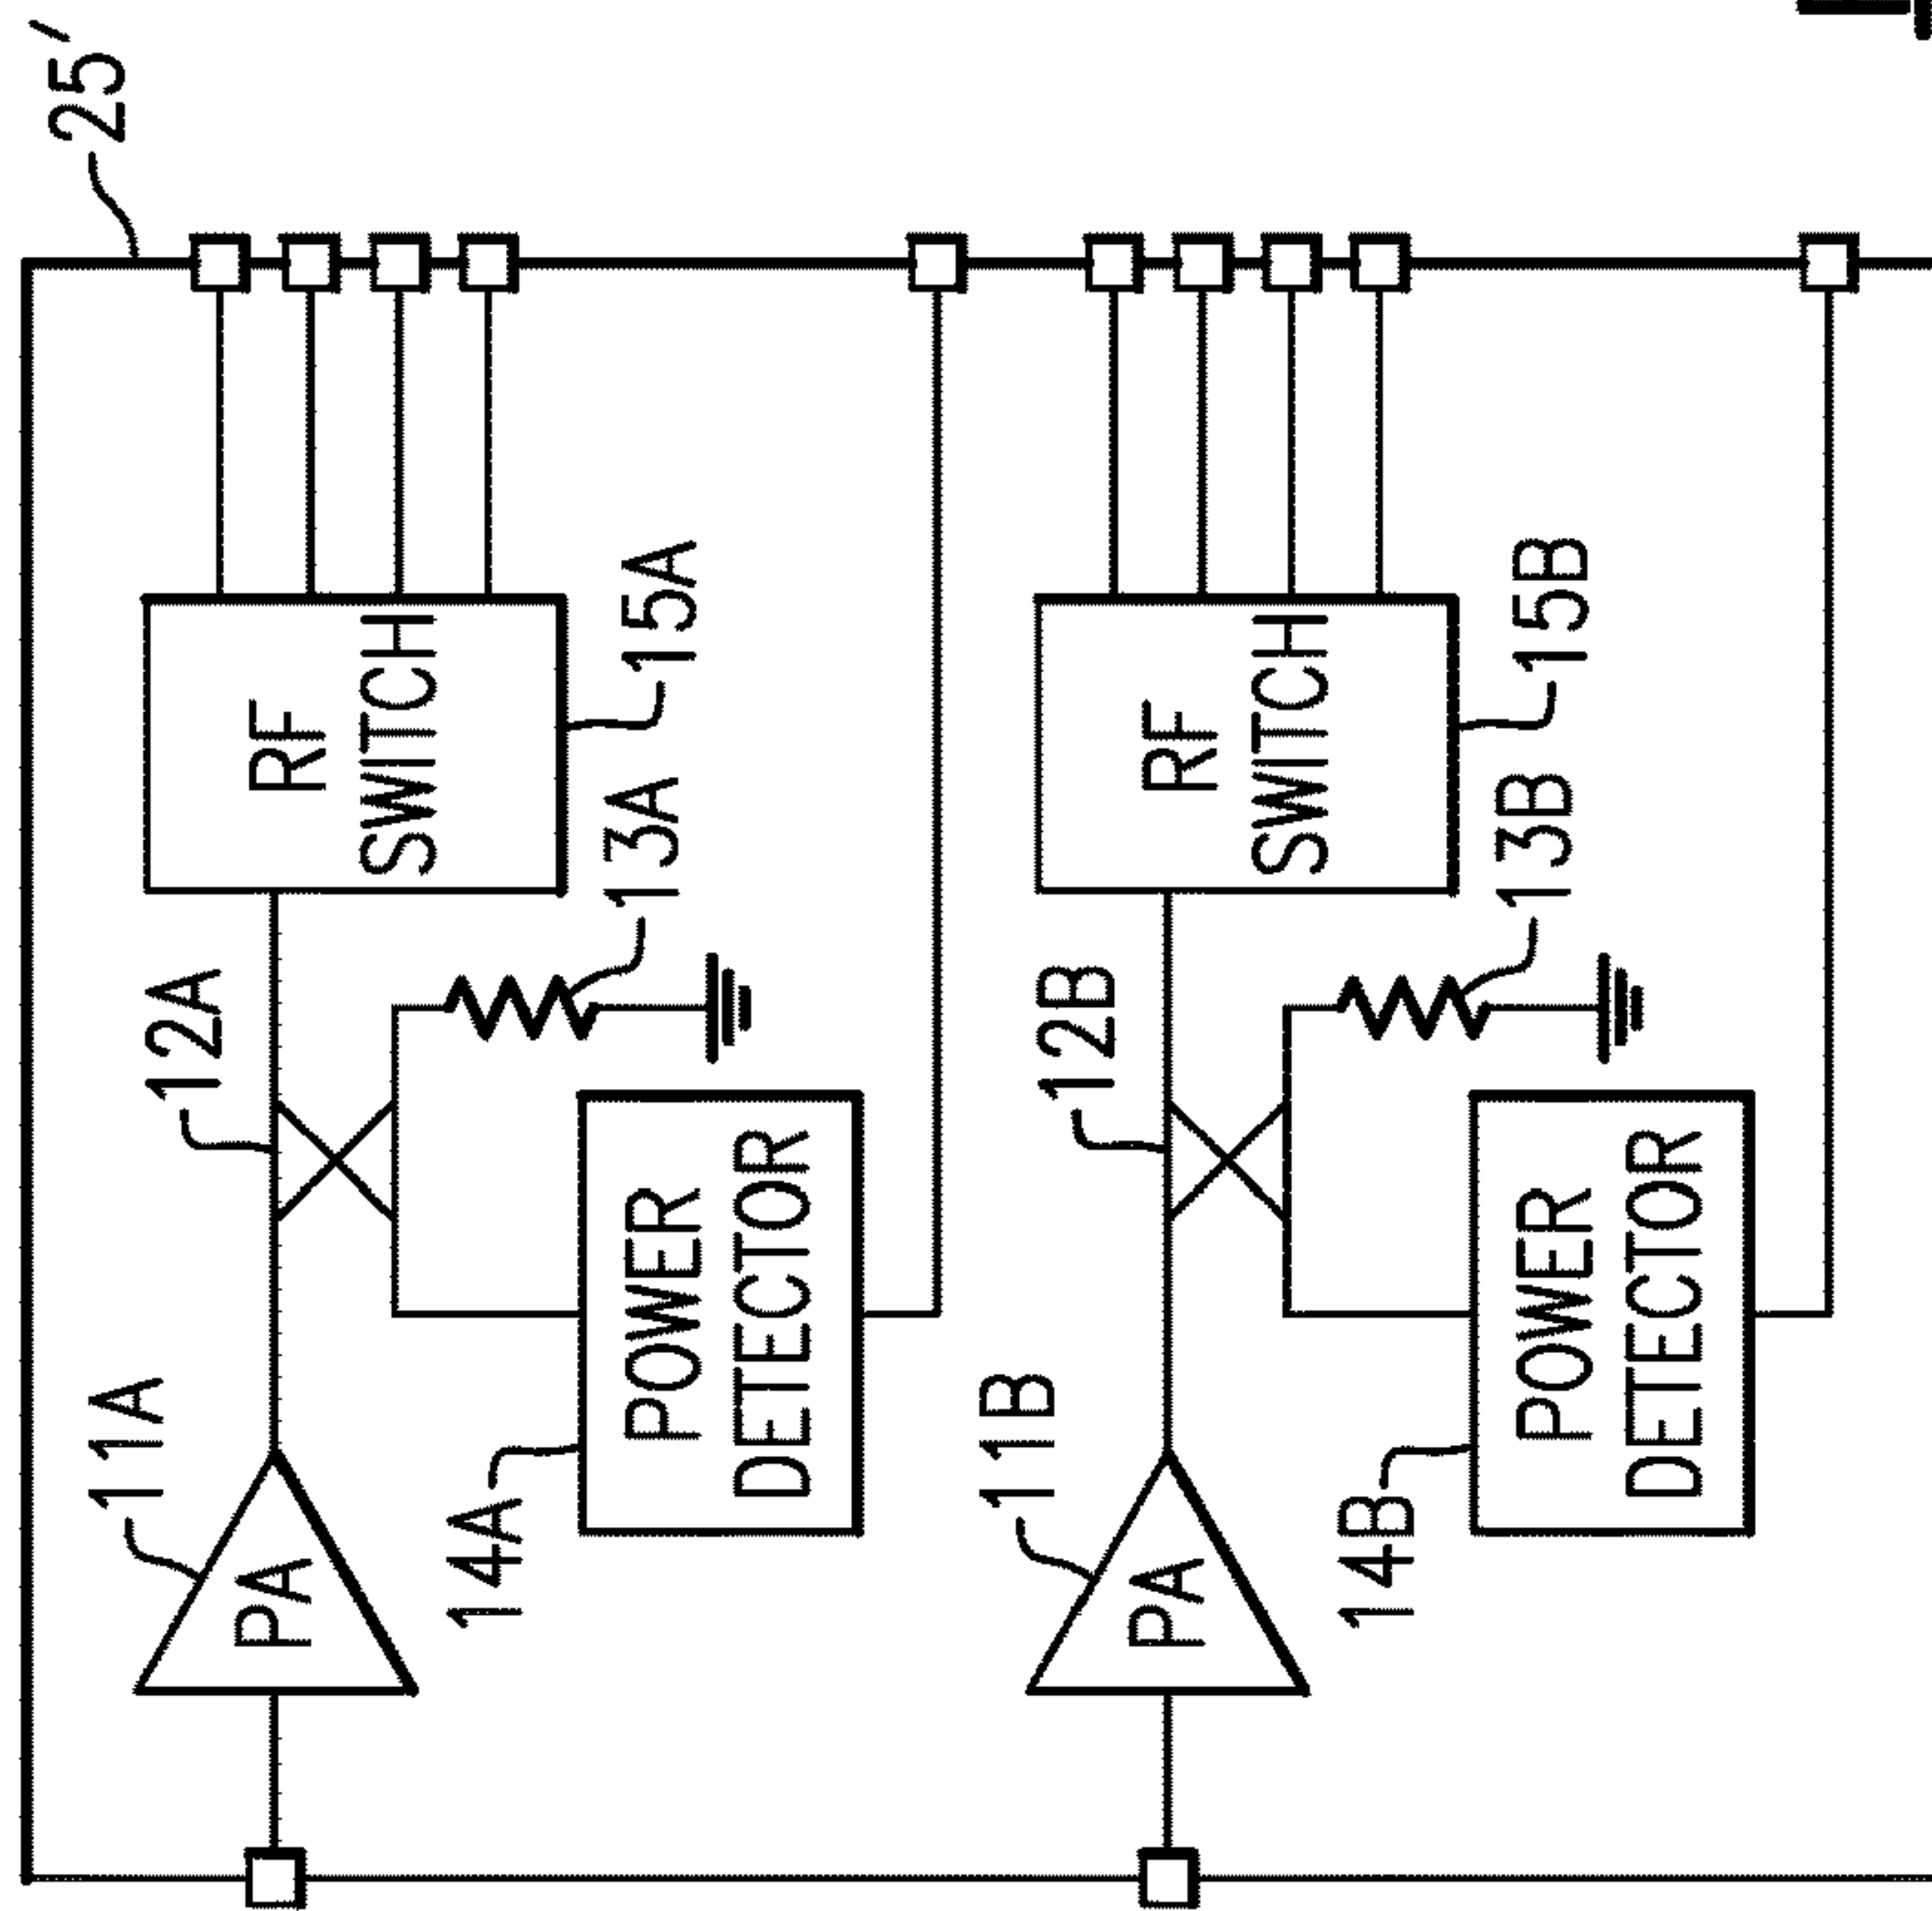 25′
11A
PA
12A
RF
SWITCH
15A
13A
14A
POWER
DETECTOR
11B
PA
12B
RF
SWITCH
15B
13B
14B
POWER
DETECTOR